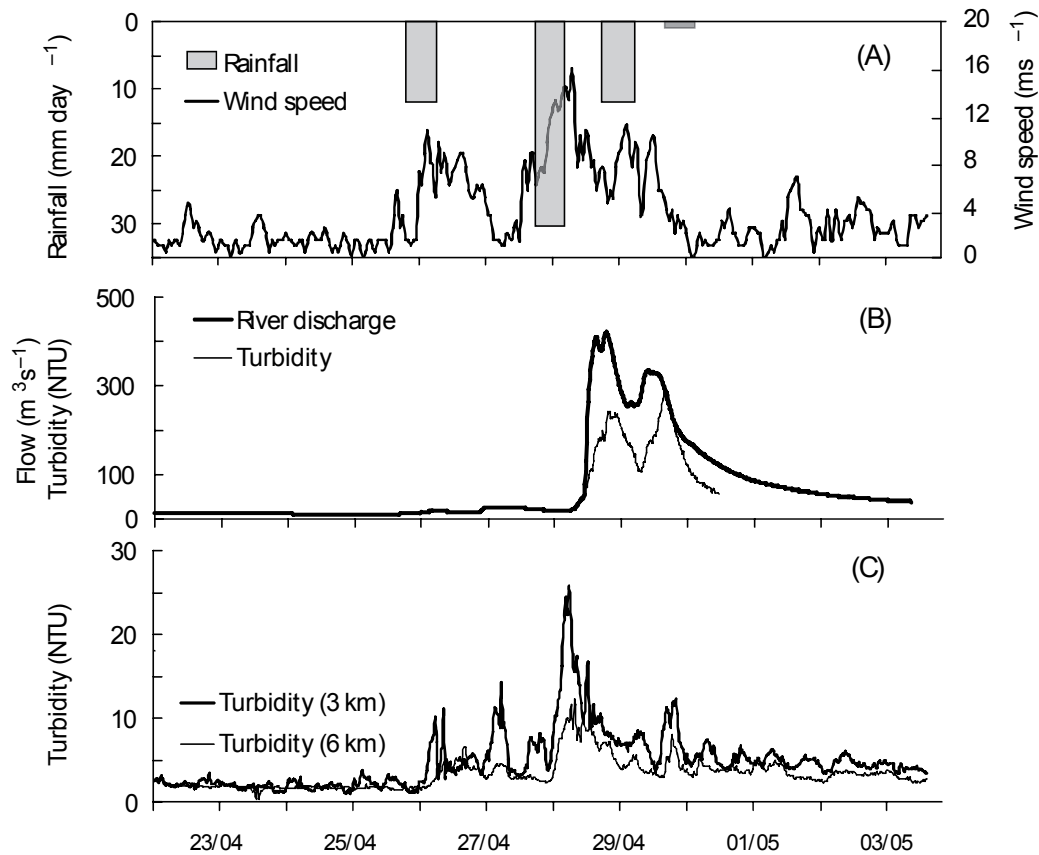 (A)
Rainfall
Wind speed
Rainfall (mm day −1)
0
10
20
30
Wind speed (ms −1)
20
16
12
8
4
0
(B)
River discharge
Turbidity
Flow (m 3s−1)
Turbidity (NTU)
500
300
100
0
(C)
Turbidity (3 km)
Turbidity (6 km)
Turbidity (NTU)
30
20
10
0
23/04 25/04 27/04 29/04 01/05 03/05